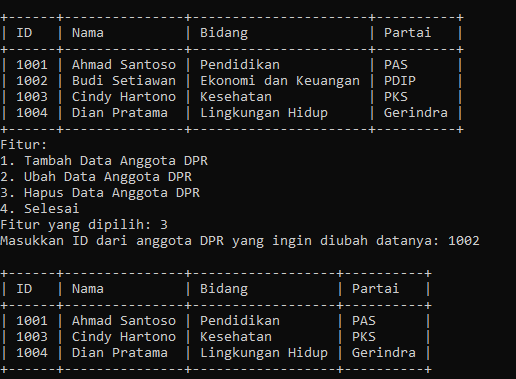 +------+---------------+---------------------+----------+
| ID   | Nama          | Bidang              | Partai   |
+------+---------------+---------------------+----------+
| 1001 | Ahmad Santoso | Pendidikan          | PAS      |
| 1002 | Budi Setiawan | Ekonomi dan Keuangan | PDIP     |
| 1003 | Cindy Hartono | Kesehatan           | PKS      |
| 1004 | Dian Pratama  | Lingkungan Hidup    | Gerindra |
+------+---------------+---------------------+----------+
Fitur:
1. Tambah Data Anggota DPR
2. Ubah Data Anggota DPR
3. Hapus Data Anggota DPR
4. Selesai
Fitur yang dipilih: 3
Masukkan ID dari anggota DPR yang ingin diubah datanya: 1002
+------+---------------+------------------+----------+
| ID   | Nama          | Bidang           | Partai   |
+------+---------------+------------------+----------+
| 1001 | Ahmad Santoso | Pendidikan       | PAS      |
| 1003 | Cindy Hartono | Kesehatan        | PKS      |
| 1004 | Dian Pratama  | Lingkungan Hidup | Gerindra |
+------+---------------+------------------+----------+